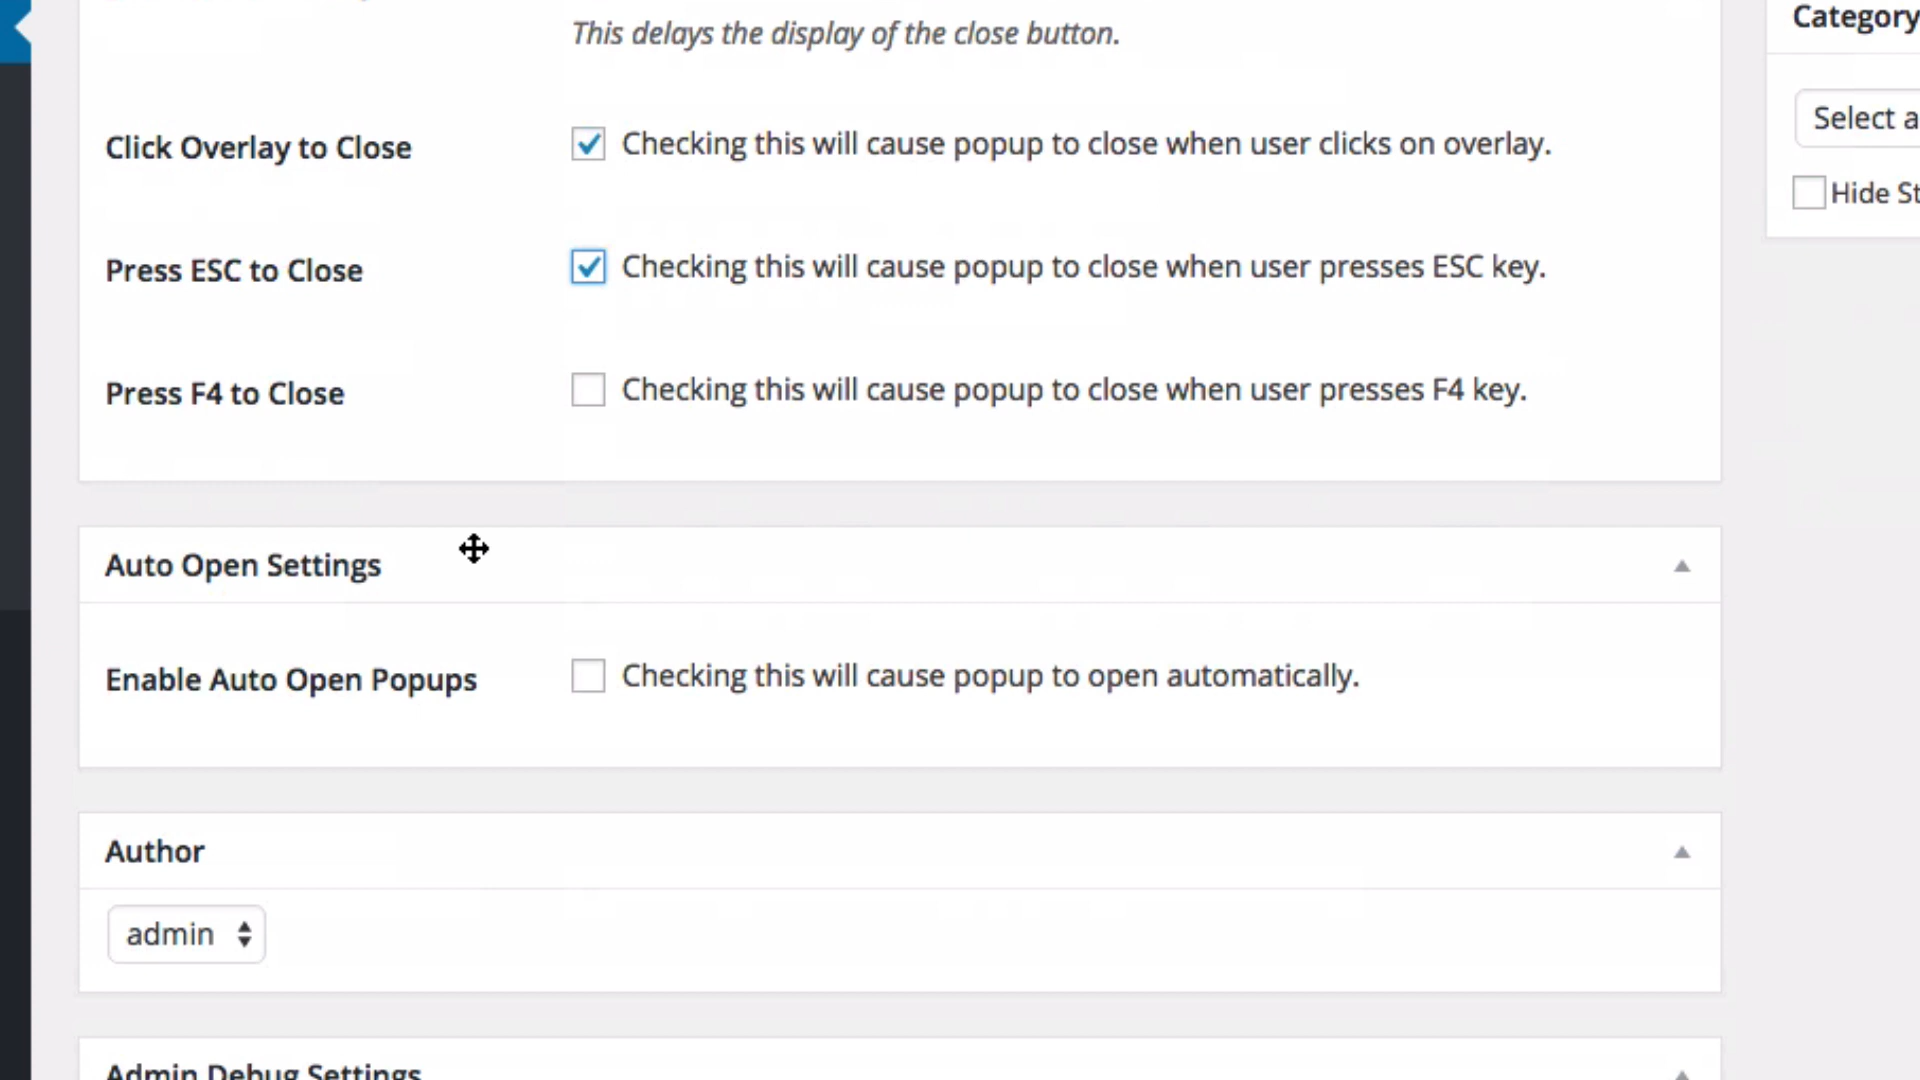 This delays the display of the close button.
Category
Select a
Hide St
Click Overlay to Close
Checking this will cause popup to close when user clicks on overlay.
Press ESC to Close
Checking this will cause popup to close when user presses ESC key.
Press F4 to Close
Checking this will cause popup to close when user presses F4 key.
Auto Open Settings
Enable Auto Open Popups
Checking this will cause popup to open automatically.
Author
admin
Admin Debug Settings